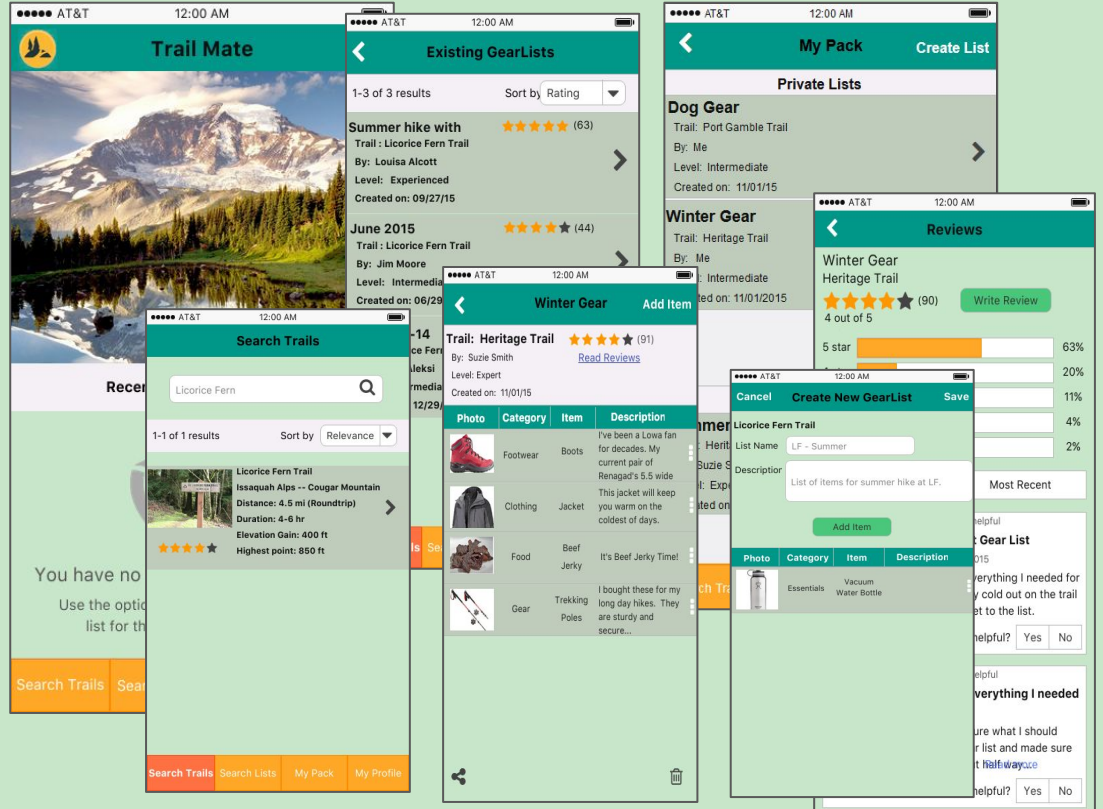 AT&T 12:00 AM
Trail Mate
You have no
Use the optio
list for th
Search Trails
AT&T 12:00 AM
Existing GearLists
1-3 of 3 results Sort by Rating
Summer hike with (63)
Trail : Licorice Fern Trail
By: Louisa Alcott
Level: Experienced
Created on: 09/27/15
June 2015 (44)
Trail : Licorice Fern Trail
By: Jim Moore
Level: Intermedia
Created on: 06/29
-14
12/29/
AT&T 12:00 AM
My Pack Create List
Private Lists
Dog Gear
Trail: Port Gamble Trail
By: Me
Level: Intermediate
Created on: 11/01/15
Winter Gear
Trail: Heritage Trail
By: Me
: Intermediate
ted on: 11/01/2015
AT&T 12:00 AM
Search Trails
Licorice Fern
1-1 of 1 results Sort by Relevance
Licorice Fern Trail
Issaquah Alps -- Cougar Mountain
Distance: 4.5 mi (Roundtrip)
Duration: 4-6 hr
Elevation Gain: 400 ft
Highest point: 850 ft
Search Trails Search Lists My Pack My Profile
AT&T 12:00 AM
Winter Gear Add Item
Trail: Heritage Trail (91)
By: Suzie Smith Read Reviews
Level: Expert
Created on: 11/01/15
Photo Category Item Description
Footwear Boots I've been a Lowa fan
for decades. My
current pair of
Renagad's 5.5 wide
Clothing Jacket This jacket will keep
you warm on the
coldest of days.
Food Beef
Jerky It's Beef Jerky Time!
Gear Trekking
Poles I bought these for my
long day hikes. They
are sturdy and
secure...
AT&T 12:00 AM
Reviews
Winter Gear
Heritage Trail
(90) Write Review
4 out of 5
5 star 63%
20%
11%
4%
2%
Most Recent
helpful
Gear List
015
verything I needed for
y cold out on the trail
et to the list.
helpful? Yes No
elpful
verything I needed
ure what I should
r list and made sure
helpful? Yes No
AT&T 12:00 AM
Cancel Create New GearList Save
Licorice Fern Trail
List Name LF - Summer
Description List of items for summer hike at LF.
Add Item
Photo Category Item Description
Essentials Vacuum
Water Bottle